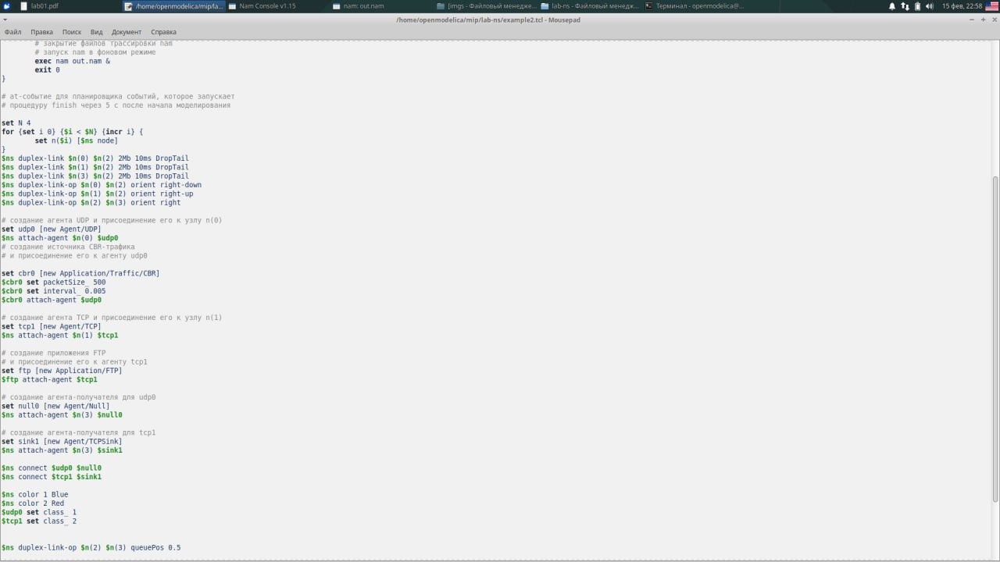 lab01.pdf
/home/openmodelica/mip/la...
Nam Console v1.15
nam: out.nam
[imgs - Файловый менедже...
lab-ns - Файловый менедж...
Терминал - openmodelica@...
15 фев, 22:58
/home/openmodelica/mip/lab-ns/example2.tcl - Mousepad
Файл Правка Поиск Вид Документ Справка
# закрытие файлов трассировки nam
# запуск nam в фоновом режиме
exec nam out.nam &
exit 0
}
# at-событие для планировщика событий, которое запускает
# процедуру finish через 5 с после начала моделирования
set N 4
for {set i 0} {$i < $N} {incr i} {
set n($i) [$ns node]
}
$ns duplex-link $n(0) $n(2) 2Mb 10ms DropTail
$ns duplex-link $n(1) $n(2) 2Mb 10ms DropTail
$ns duplex-link $n(3) $n(2) 2Mb 10ms DropTail
$ns duplex-link-op $n(0) $n(2) orient right-down
$ns duplex-link-op $n(1) $n(2) orient right-up
$ns duplex-link-op $n(2) $n(3) orient right
# создание агента UDP и присоединение его к узлу n(0)
set udp0 [new Agent/UDP]
$ns attach-agent $n(0) $udp0
# создание источника CBR-трафика
# и присоединение его к агенту udp0
set cbr0 [new Application/Traffic/CBR]
$cbr0 set packetSize_ 500
$cbr0 set interval_ 0.005
$cbr0 attach-agent $udp0
# создание агента TCP и присоединение его к узлу n(1)
set tcp1 [new Agent/TCP]
$ns attach-agent $n(1) $tcp1
# создание приложения FTP
# и присоединение его к агенту tcp1
set ftp [new Application/FTP]
$ftp attach-agent $tcp1
# создание агента-получателя для udp0
set null0 [new Agent/Null]
$ns attach-agent $n(3) $null0
# создание агента-получателя для tcp1
set sink1 [new Agent/TCPSink]
$ns attach-agent $n(3) $sink1
$ns connect $udp0 $null0
$ns connect $tcp1 $sink1
$ns color 1 Blue
$ns color 2 Red
$udp0 set class_ 1
$tcp1 set class_ 2
$ns duplex-link-op $n(2) $n(3) queuePos 0.5